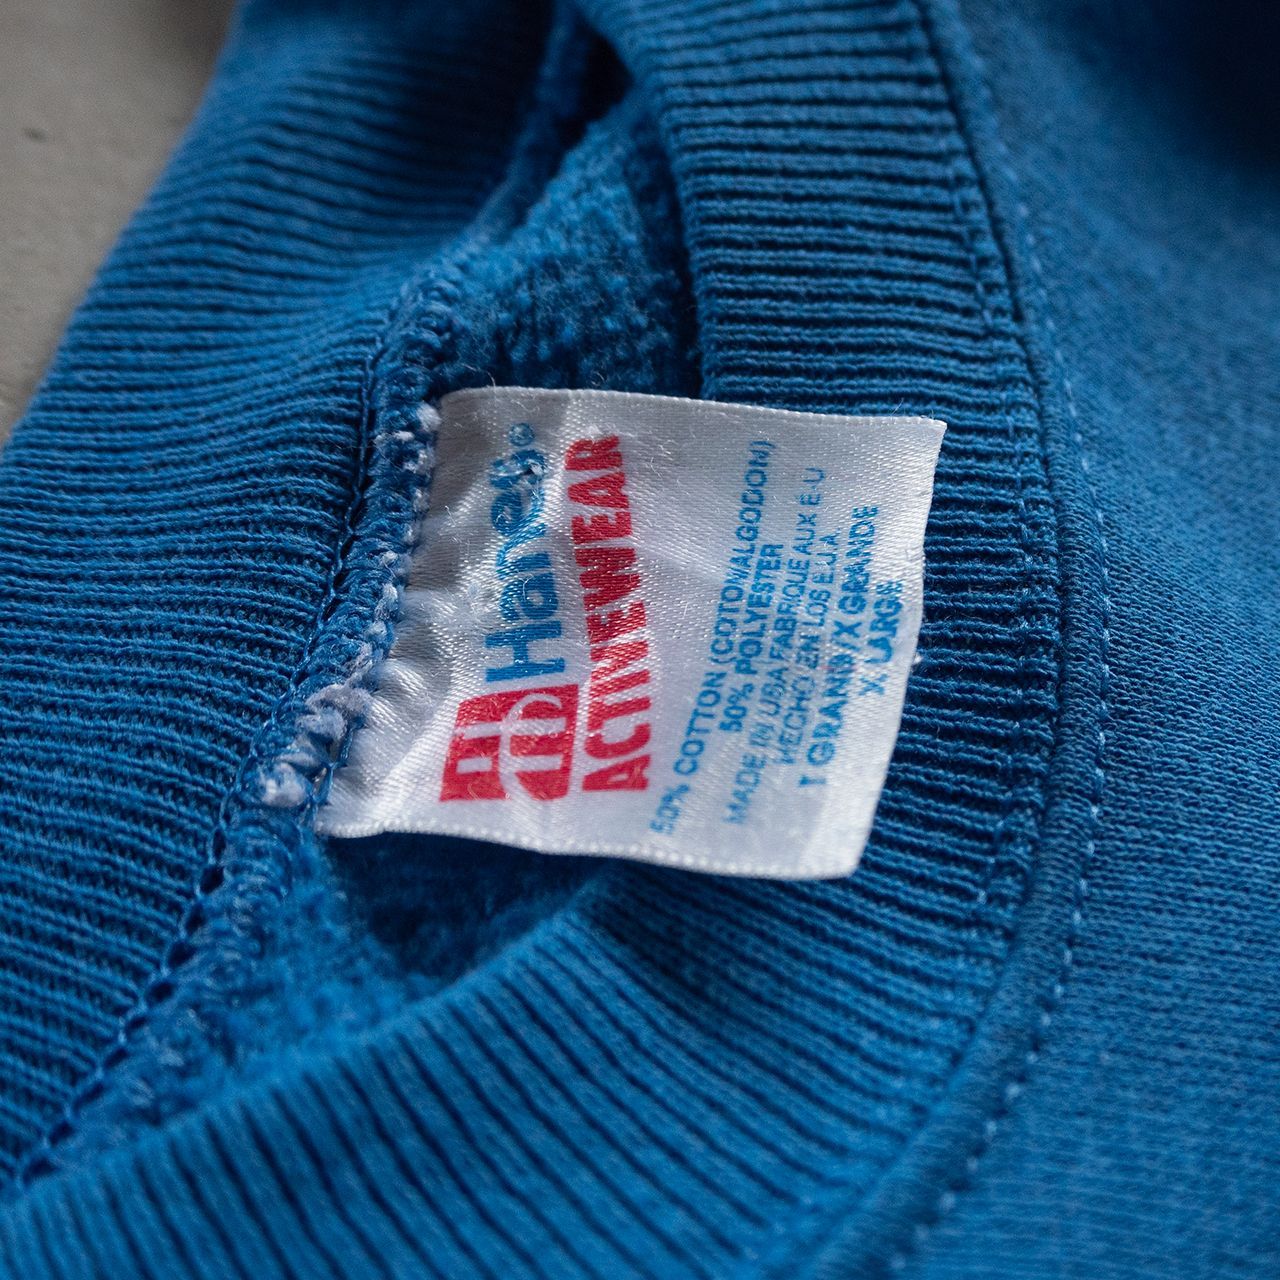 Hanes®
ACTIVEWEAR
50% COTTON (COTON/ALGODON)
50% POLYESTER
MADE IN USA FABRIQUE AUX É-U
HECHO EN LOS E.U.A
T GRAND/X GRANDE
X LARGE